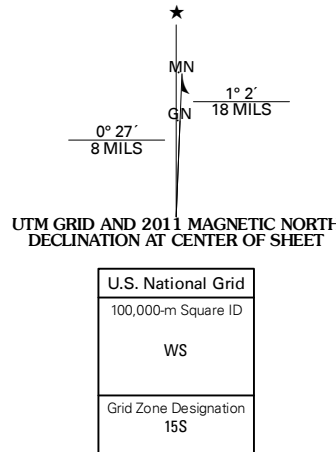 ★
MN
GN
1° 2´
18 MILS
0° 27´
8 MILS
UTM GRID AND 2011 MAGNETIC NORTH
DECLINATION AT CENTER OF SHEET
U.S. National Grid
100,000-m Square ID
WS
Grid Zone Designation
15S